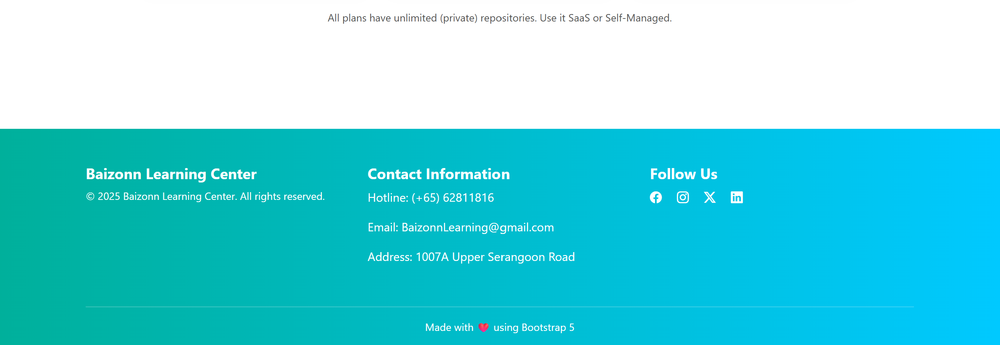 All plans have unlimited (private) repositories. Use it SaaS or Self-Managed.
Baizonn Learning Center
© 2025 Baizonn Learning Center. All rights reserved.
Contact Information
Hotline: (+65) 62811816
Email: BaizonnLearning@gmail.com
Address: 1007A Upper Serangoon Road
Follow Us
Made with ❤️ using Bootstrap 5